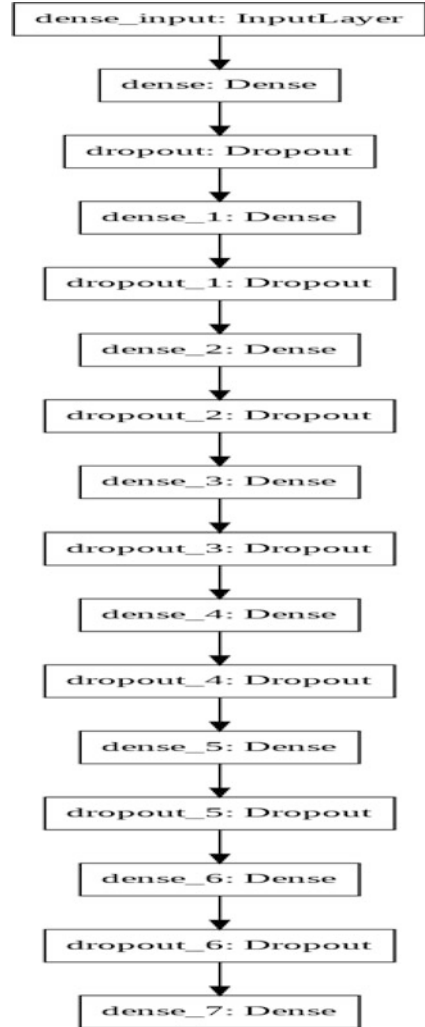 dense_input: InputLayer
dense: Dense
dropout: Dropout
dense_1: Dense
dropout_1: Dropout
dense_2: Dense
dropout_2: Dropout
dense_3: Dense
dropout_3: Dropout
dense_4: Dense
dropout_4: Dropout
dense_5: Dense
dropout_5: Dropout
dense_6: Dense
dropout_6: Dropout
dense_7: Dense